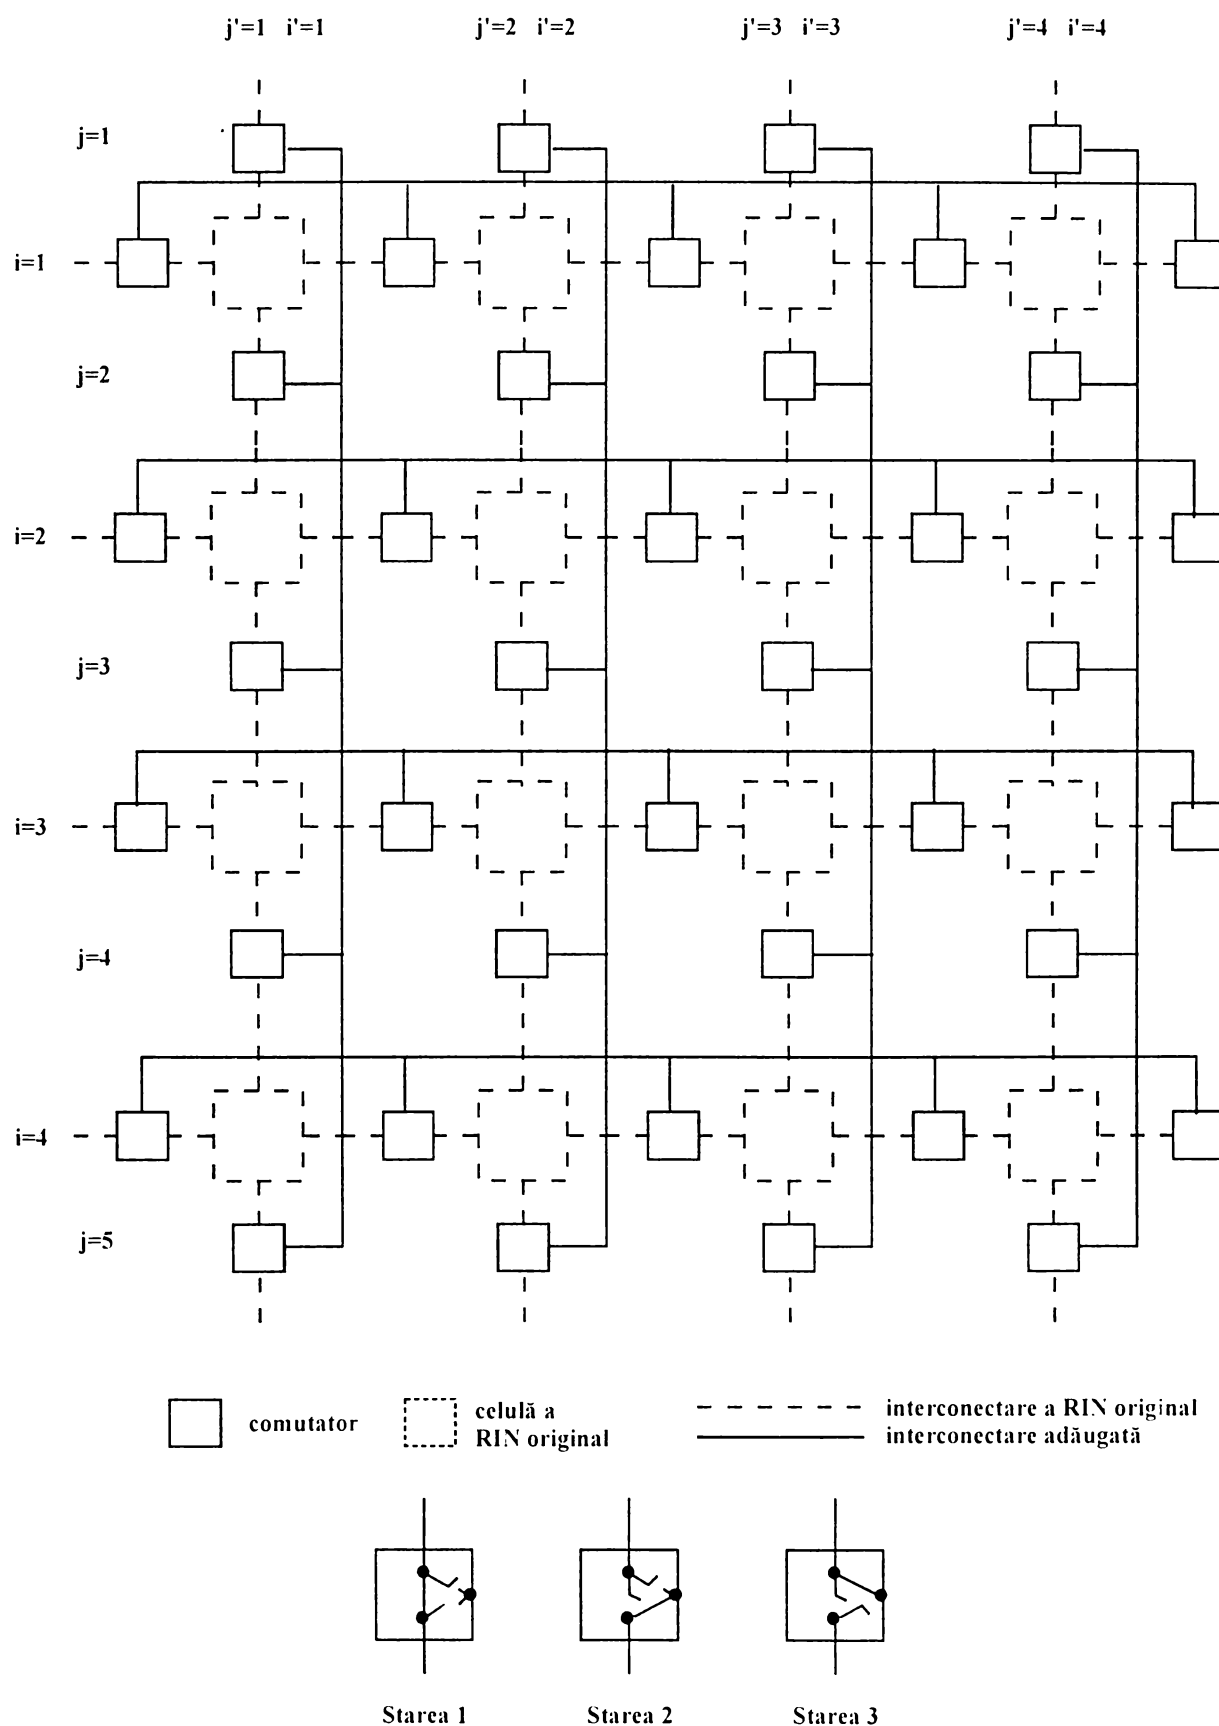 j'=1 i'=1 j'=2 i'=2 j'=3 i'=3 j'=4 i'=4
j=1
i=1
j=2
i=2
j=3
i=3
j=4
i=4
j=5
comutator
celulă a
RIN original
interconectare a RIN original
interconectare adăugată
Starea 1 Starea 2 Starea 3